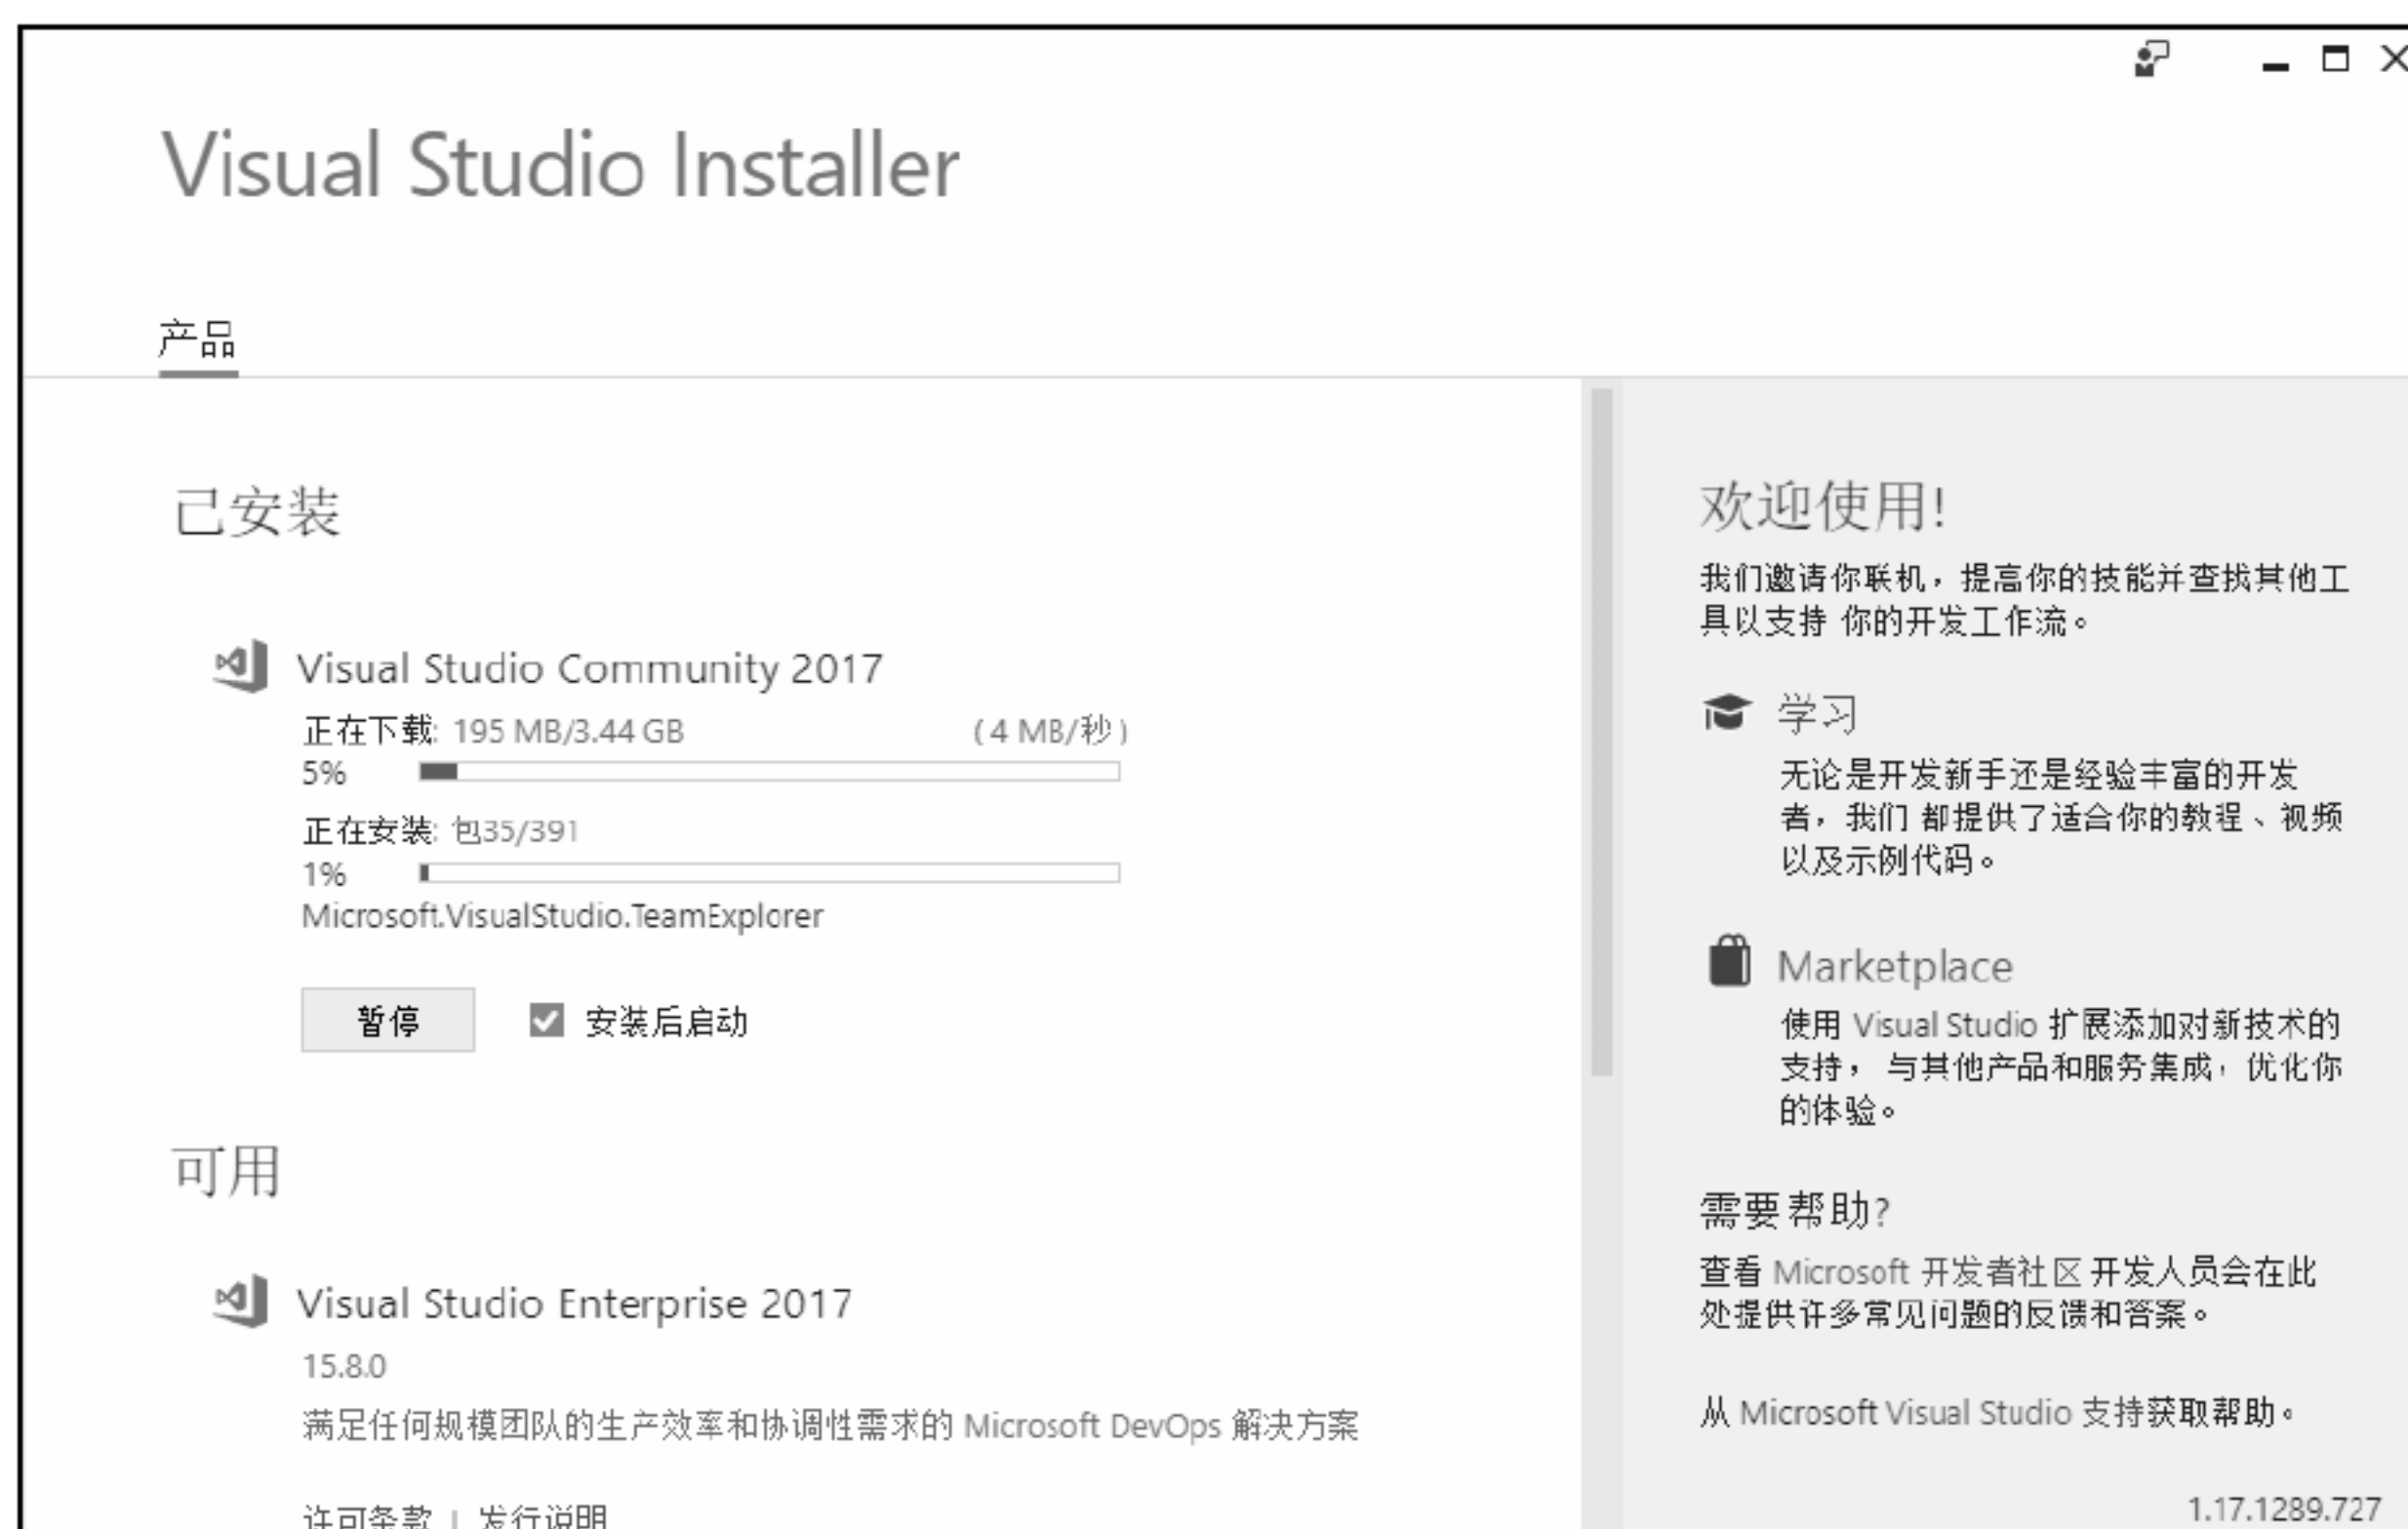 Visual Studio Installer
产品
已安装
Visual Studio Community 2017
正在下载: 195 MB/3.44 GB (4 MB/秒)
5%
正在安装: 包35/391
1%
Microsoft.VisualStudio.TeamExplorer
暂停 安装后启动
可用
Visual Studio Enterprise 2017
15.8.0
满足任何规模团队的生产效率和协调性需求的 Microsoft DevOps 解决方案
许可条款 | 发行说明
欢迎使用!
我们邀请你联机，提高你的技能并查找其他工
具以支持 你的开发工作流。
学习
无论是开发新手还是经验丰富的开发
者，我们 都提供了适合你的教程、视频
以及示例代码。
Marketplace
使用 Visual Studio 扩展添加对新技术的
支持， 与其他产品和服务集成，优化你
的体验。
需要帮助?
查看 Microsoft 开发者社区 开发人员会在此
处提供许多常见问题的反馈和答案。
从 Microsoft Visual Studio 支持获取帮助。
1.17.1289.727